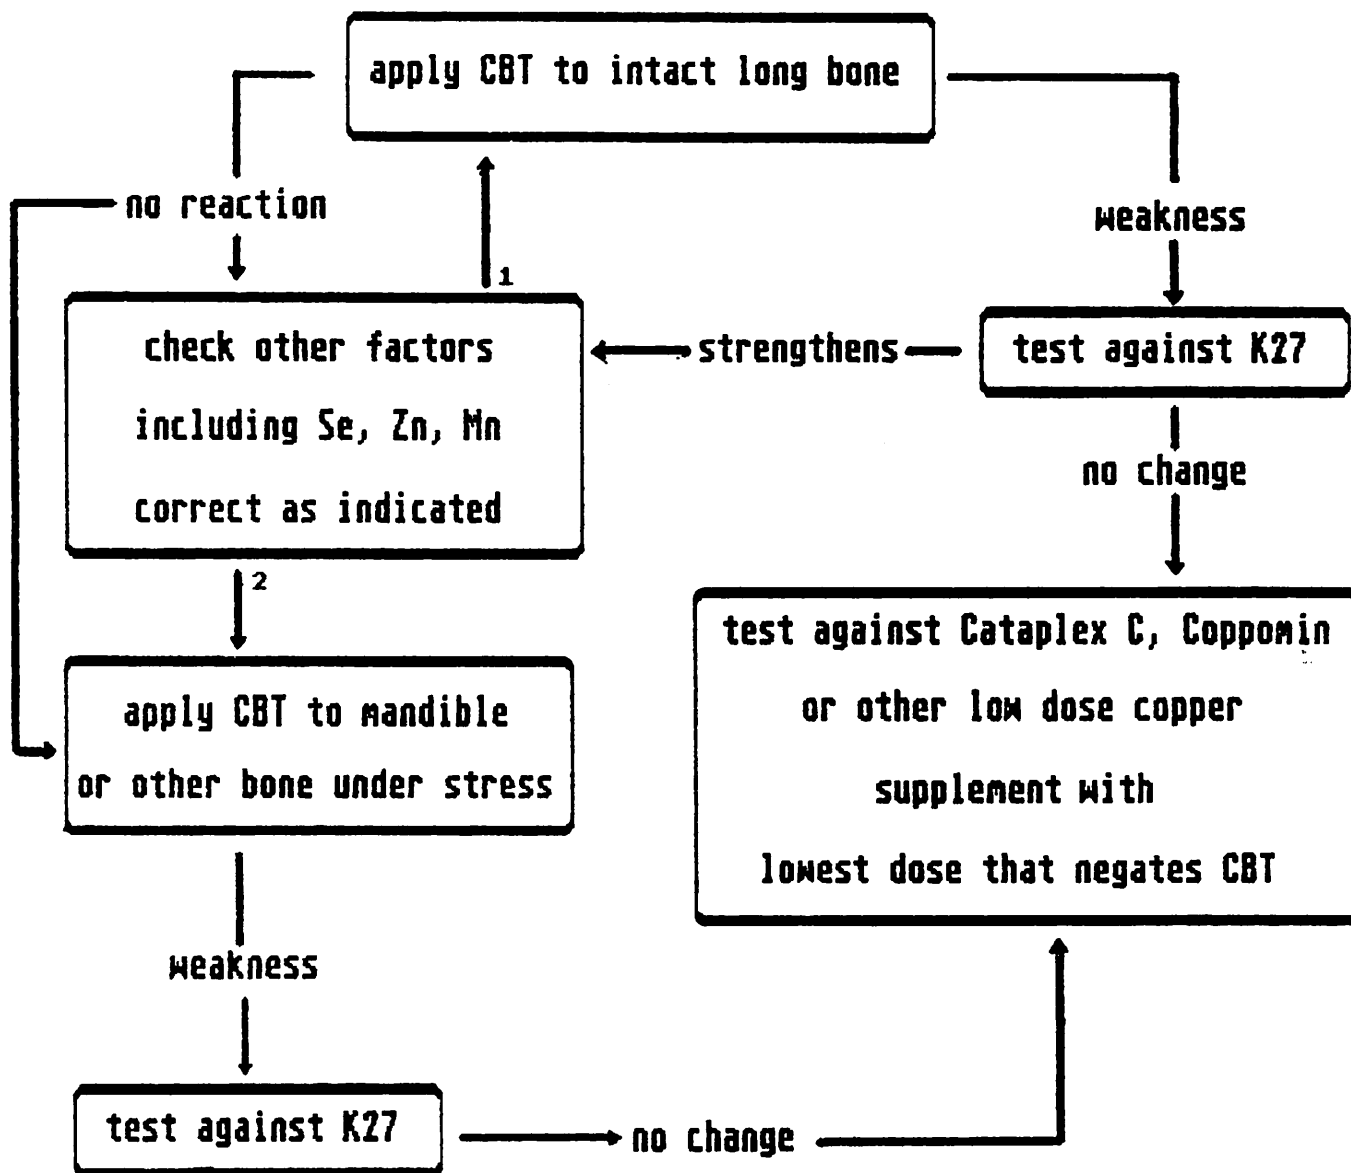 apply CBT to intact long bone
no reaction
weakness
1
check other factors
including Se, Zn, Mn
correct as indicated
strengthens
test against K27
no change
2
apply CBT to mandible
or other bone under stress
test against Cataplex C, Coppomin
or other low dose copper
supplement with
lowest dose that negates CBT
weakness
test against K27
no change